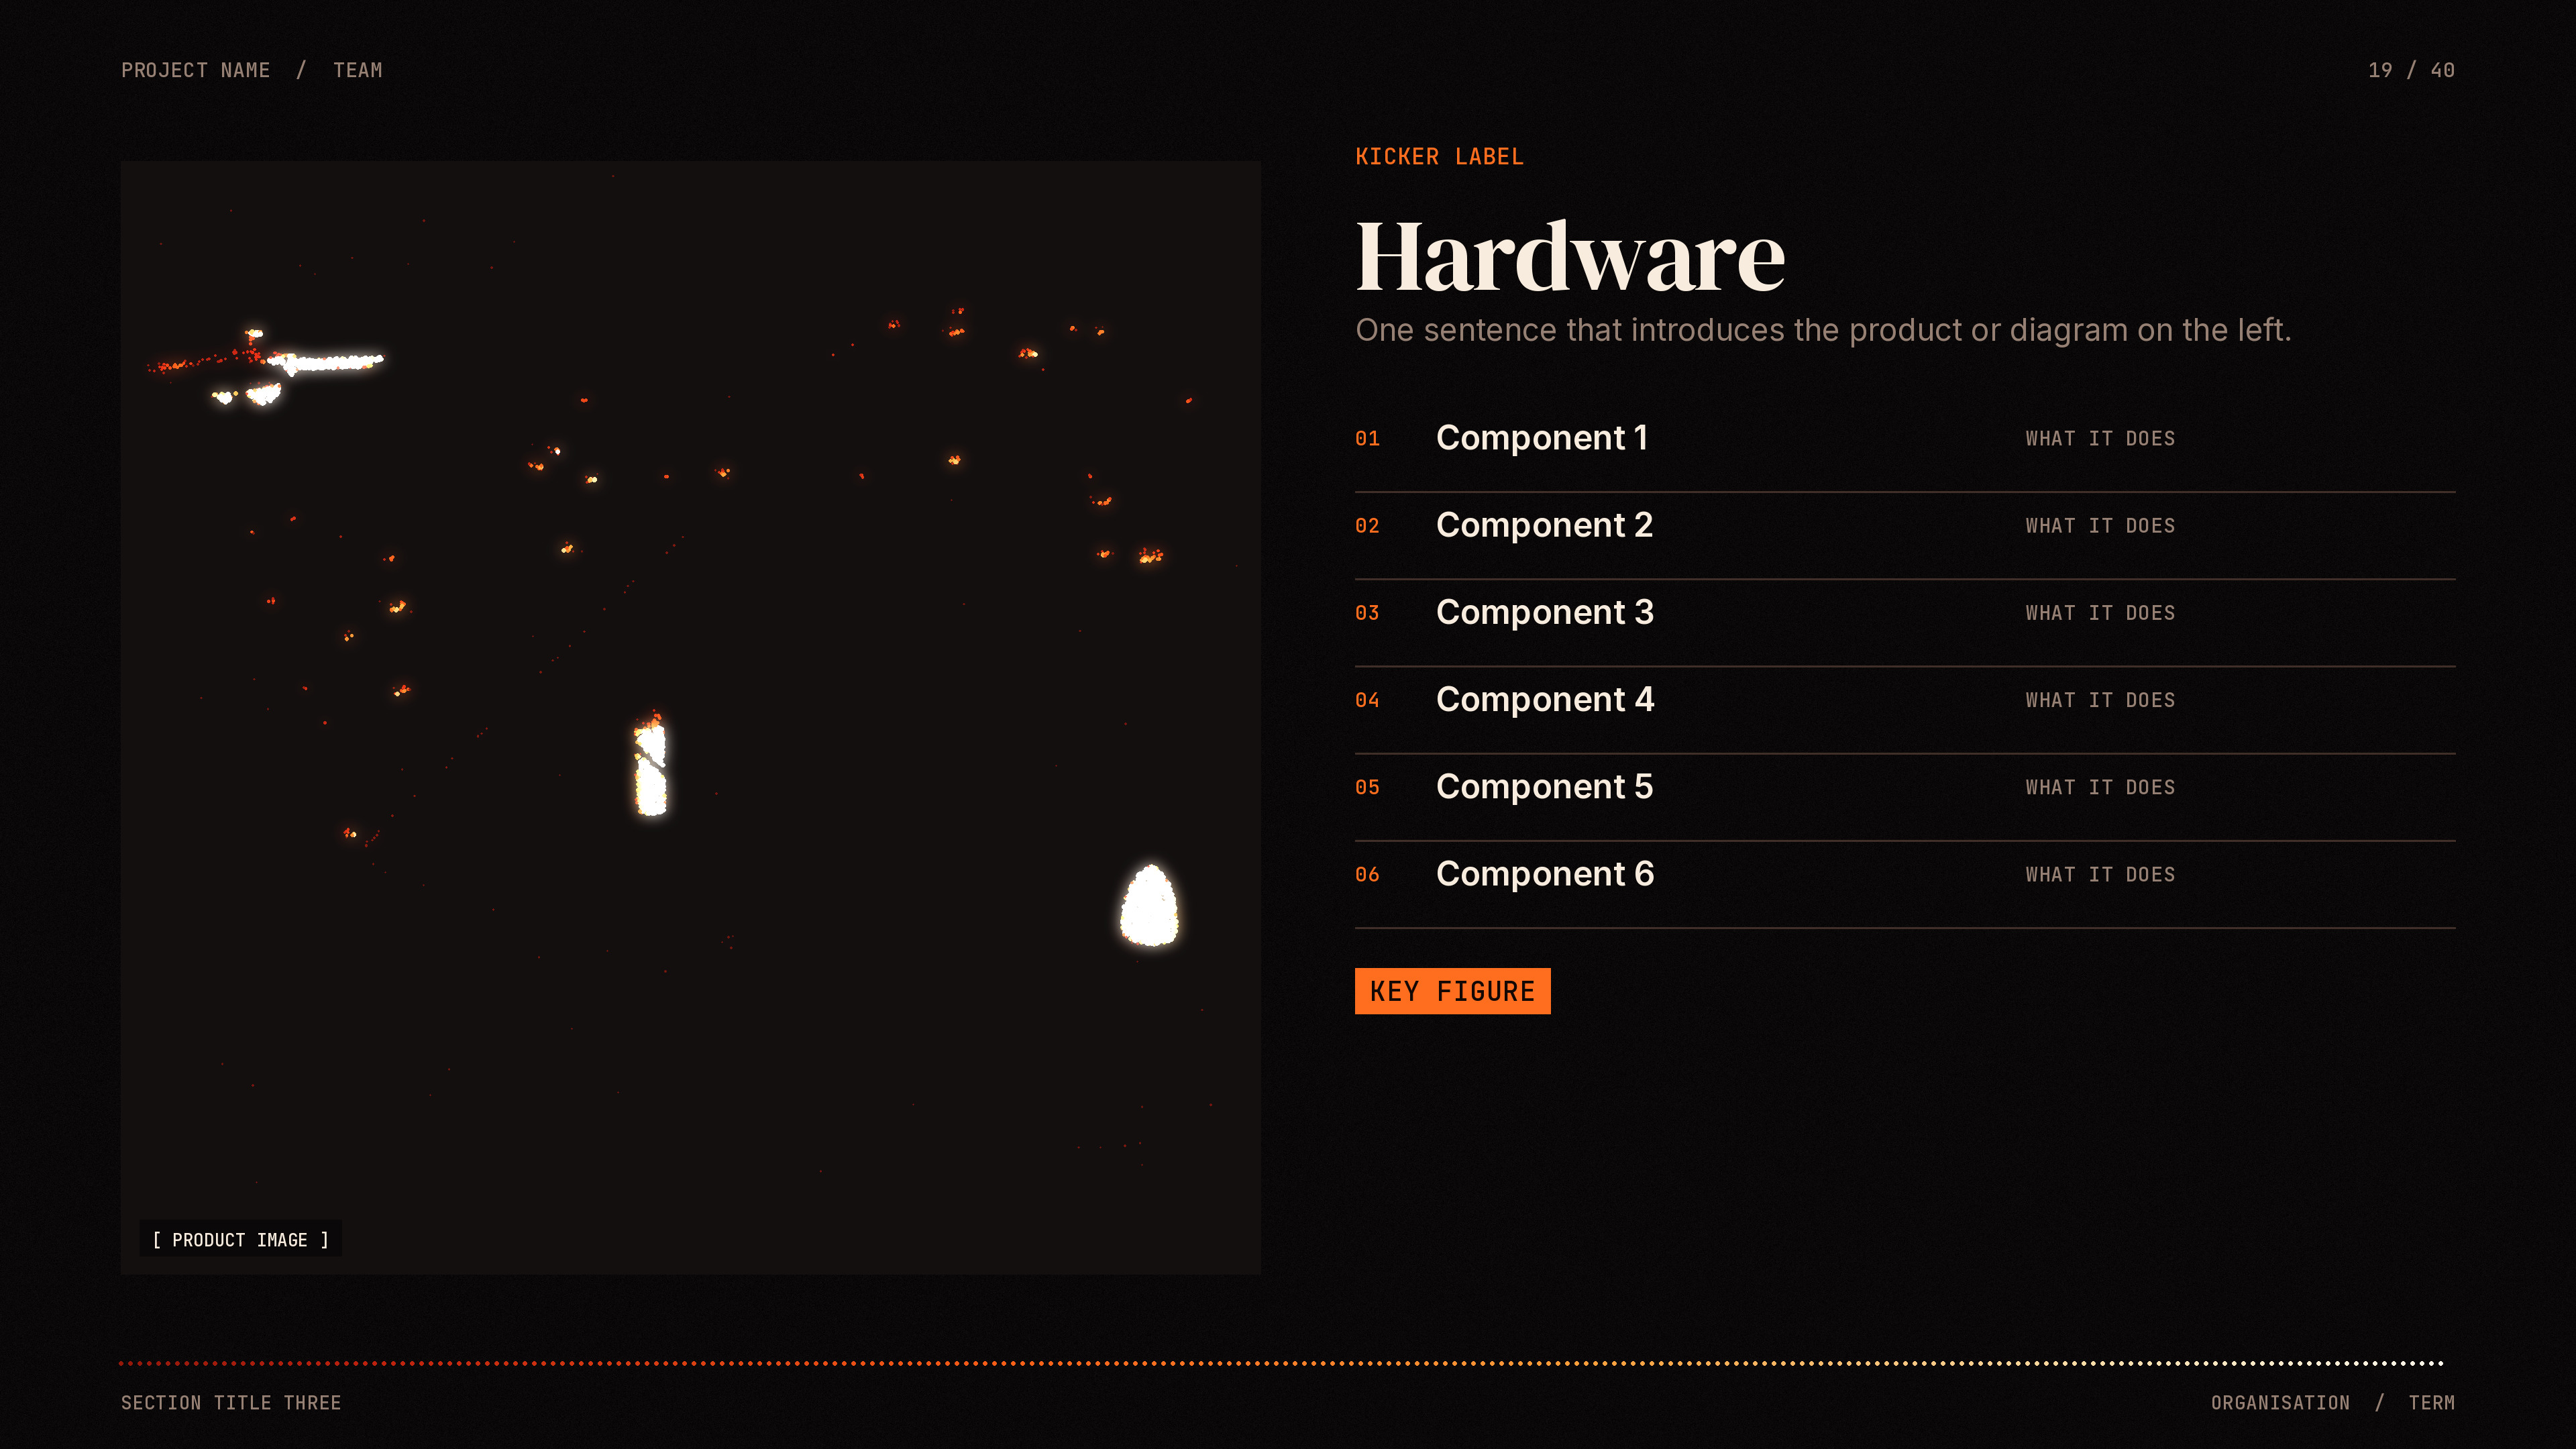 PROJECT NAME / TEAM
19 / 40
KICKER LABEL
Hardware
One sentence that introduces the product or diagram on the left.
01 Component 1 WHAT IT DOES
02 Component 2 WHAT IT DOES
03 Component 3 WHAT IT DOES
04 Component 4 WHAT IT DOES
05 Component 5 WHAT IT DOES
06 Component 6 WHAT IT DOES
KEY FIGURE
[ PRODUCT IMAGE ]
SECTION TITLE THREE
ORGANISATION / TERM